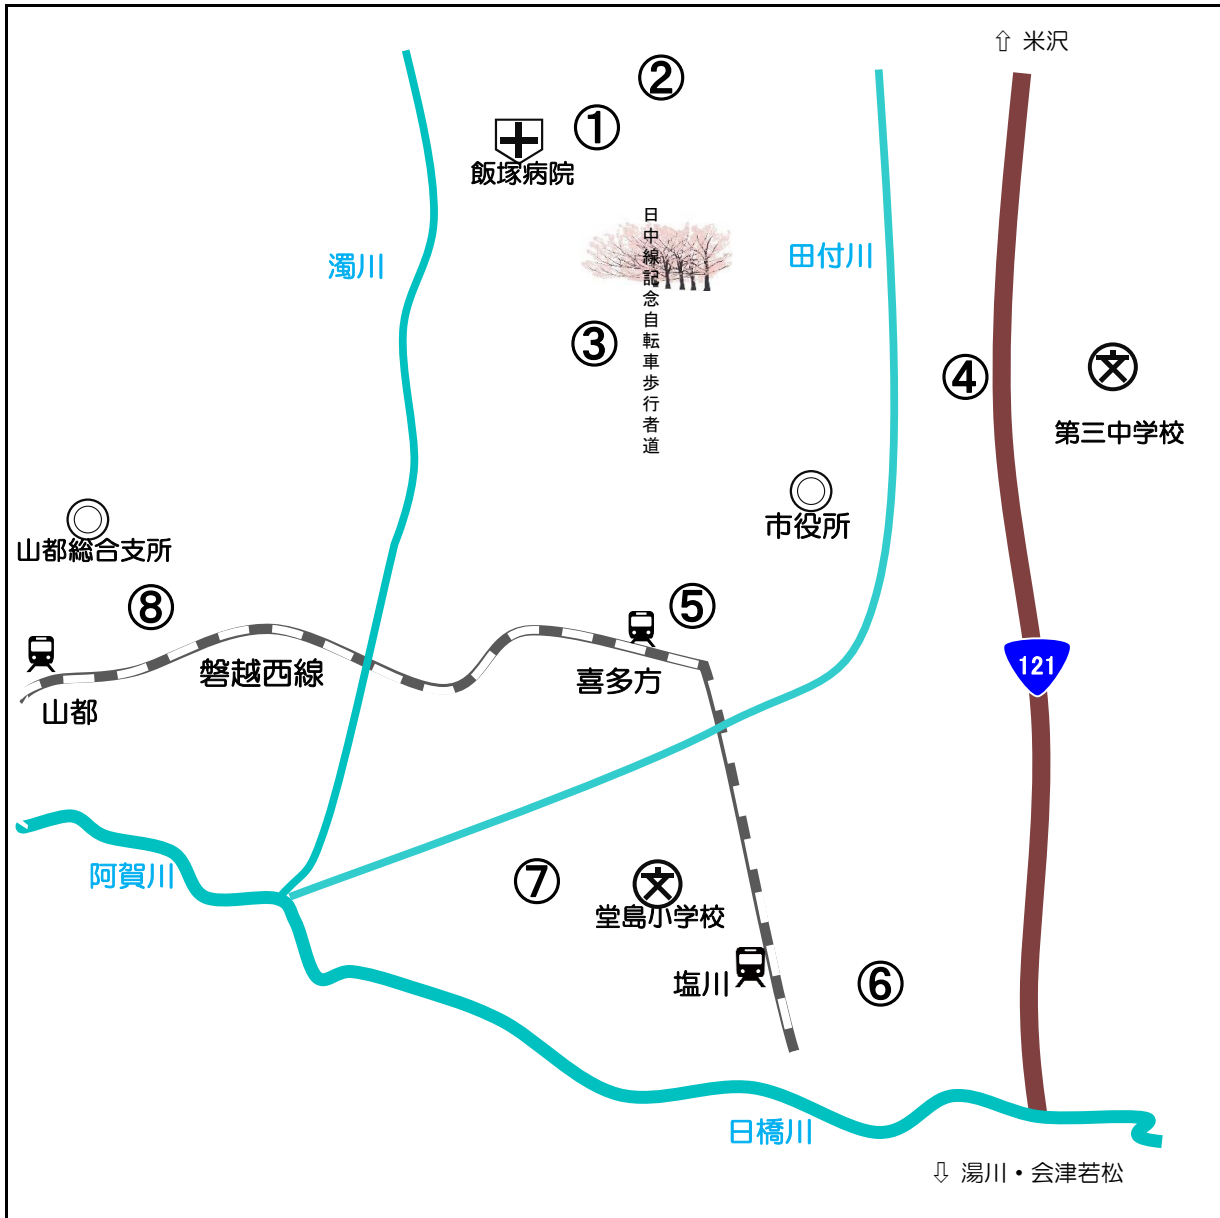 ⇧ 米沢
②
①
飯塚病院
日中線記念自転車歩行者道
濁川
田付川
③
④
第三中学校
市役所
山都総合支所
⑧
⑤
121
磐越西線
喜多方
山都
阿賀川
⑦
堂島小学校
塩川
⑥
日橋川
⇩ 湯川・会津若松